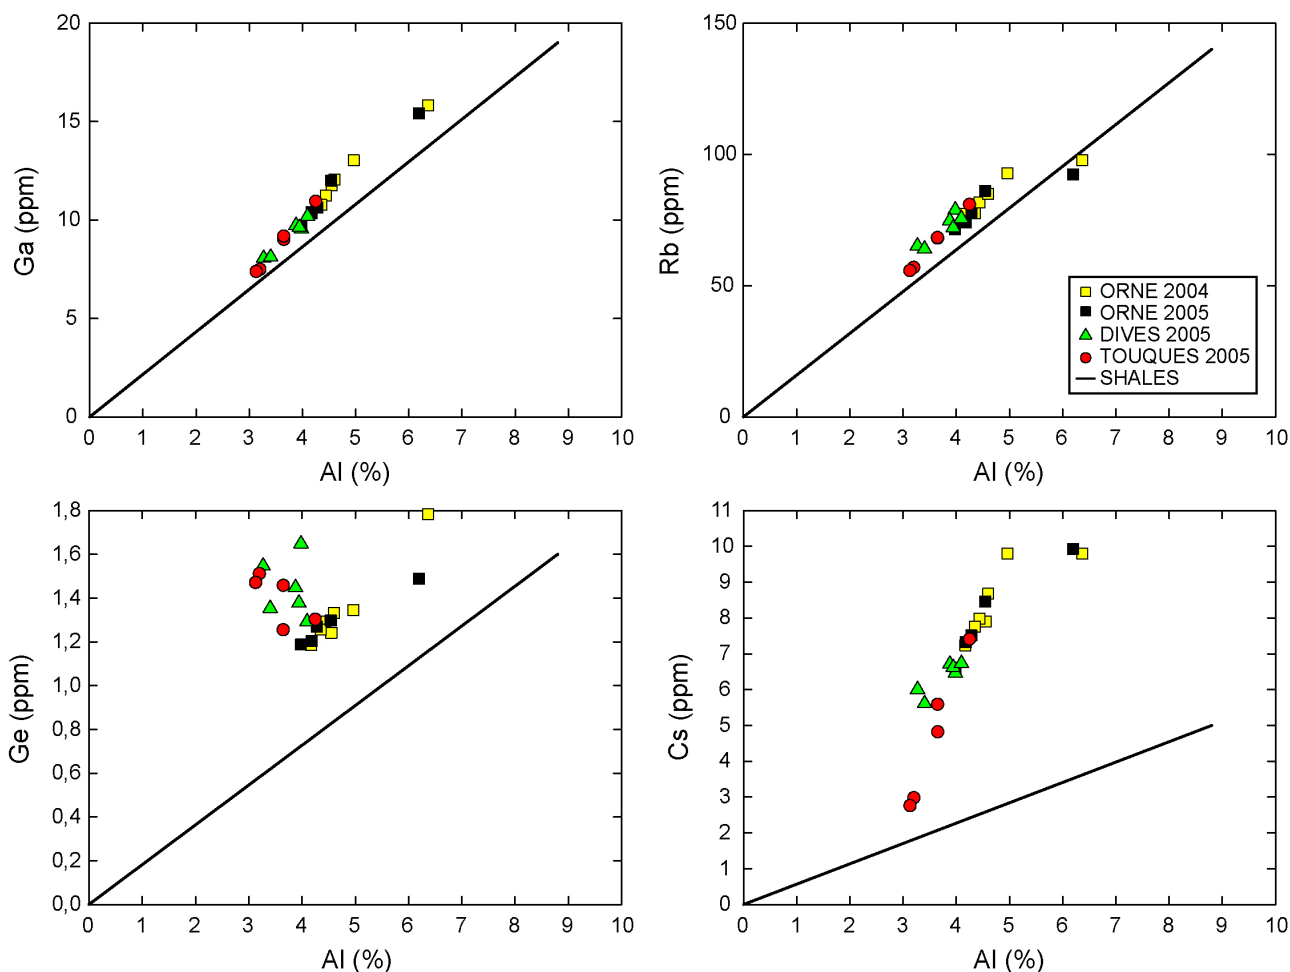 20
15
10
5
0
Ga (ppm)
0 1 2 3 4 5 6 7 8 9 10
Al (%)
150
100
50
0
Rb (ppm)
ORNE 2004
ORNE 2005
DIVES 2005
TOUQUES 2005
SHALES
0 1 2 3 4 5 6 7 8 9 10
Al (%)
1,8
1,6
1,4
1,2
1,0
0,8
0,6
0,4
0,2
0,0
Ge (ppm)
0 1 2 3 4 5 6 7 8 9 10
Al (%)
11
10
9
8
7
6
5
4
3
2
1
0
Cs (ppm)
0 1 2 3 4 5 6 7 8 9 10
Al (%)